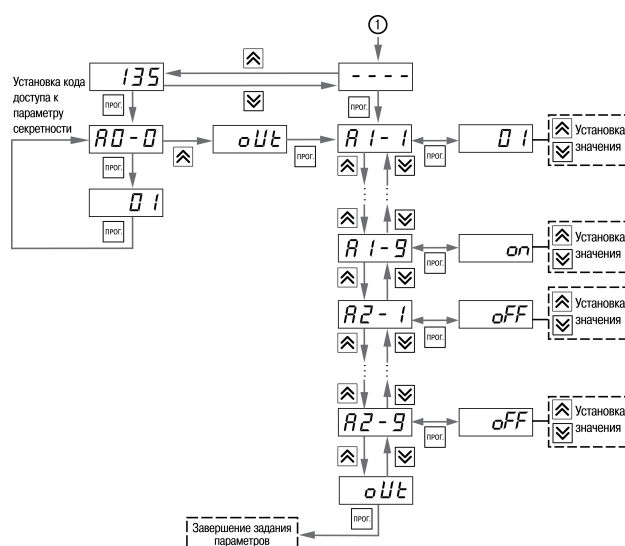 1
135
- - - -
Установка кода
доступа к
параметру
секретности
ПРОГ.
ПРОГ.
A0-0
oUt
ПРОГ.
A1-1
ПРОГ.
01
Установка
значения
ПРОГ.
01
ПРОГ.
A1-9
ПРОГ.
on
Установка
значения
A2-1
ПРОГ.
oFF
Установка
значения
A2-9
ПРОГ.
oFF
Установка
значения
oUt
ПРОГ.
Завершение задания
параметров